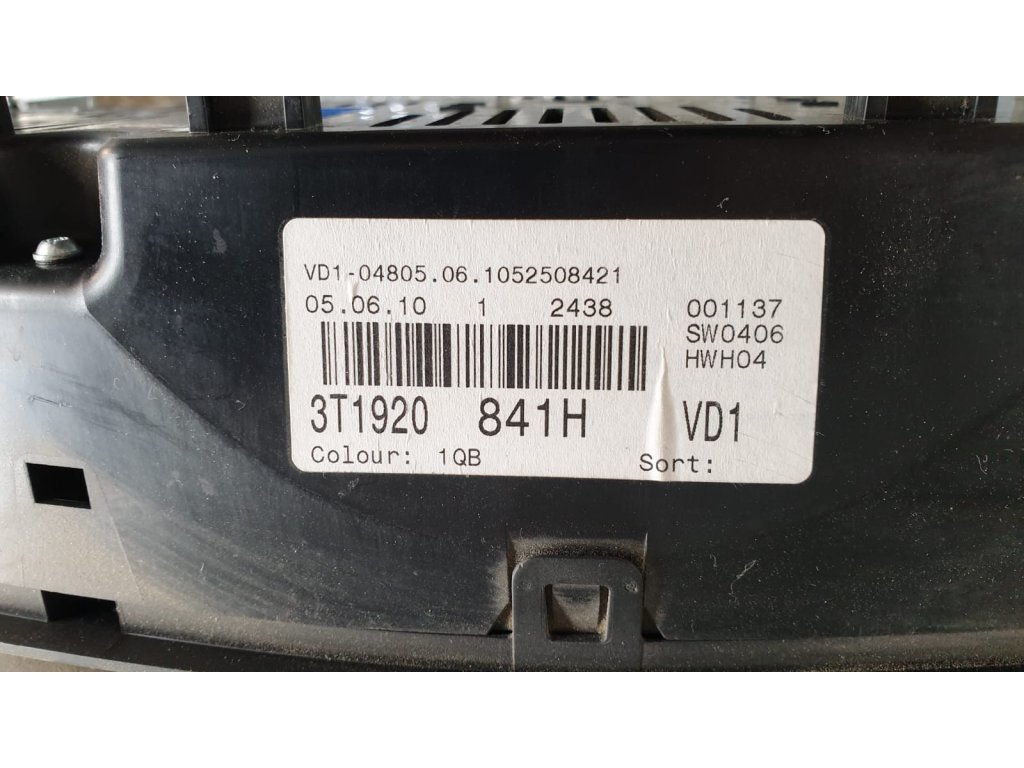 VD1-04805.06.1052508421
05.06.10 1 2438 001137
SW0406
HWH04
3T1920 841H VD1
Colour: 1QB Sort: